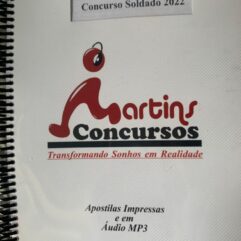 Concurso Soldado 2022
Martins
Concursos
Transformando Sonhos em Realidade
Apostilas Impressas
e em
Áudio MP3